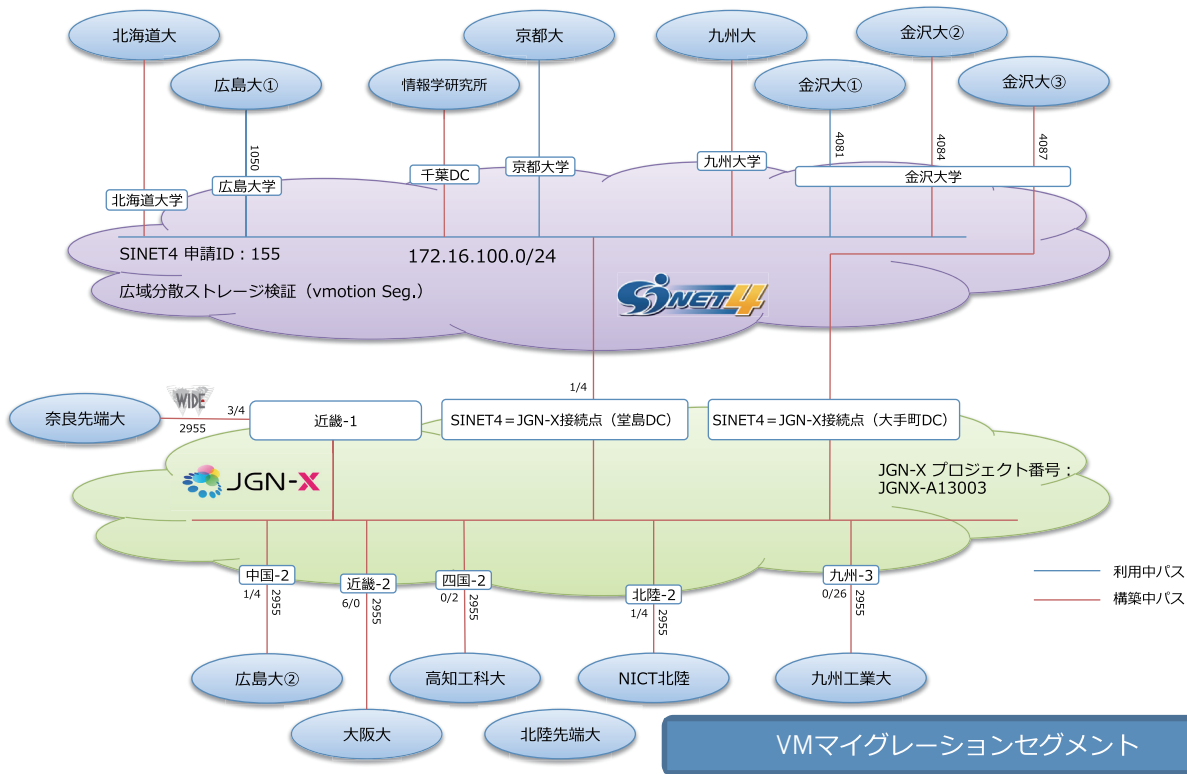 北海道大
京都大
九州大
金沢大②
広島大①
情報学研究所
金沢大①
金沢大③
1050
4081
4084
4087
北海道大学
広島大学
千葉DC
京都大学
九州大学
金沢大学
SINET4 申請ID：155
172.16.100.0/24
広域分散ストレージ検証（vmotion Seg.）
SINET4
奈良先端大
WIDE
3/4
2955
近畿-1
1/4
SINET4＝JGN-X接続点（堂島DC）
SINET4＝JGN-X接続点（大手町DC）
JGN-X
JGN-X プロジェクト番号：
JGNX-A13003
中国-2
1/4
2955
近畿-2
6/0
2955
四国-2
0/2
2955
北陸-2
1/4
2955
九州-3
0/26
2955
利用中パス
構築中パス
広島大②
高知工科大
NICT北陸
九州工業大
大阪大
北陸先端大
VMマイグレーションセグメント